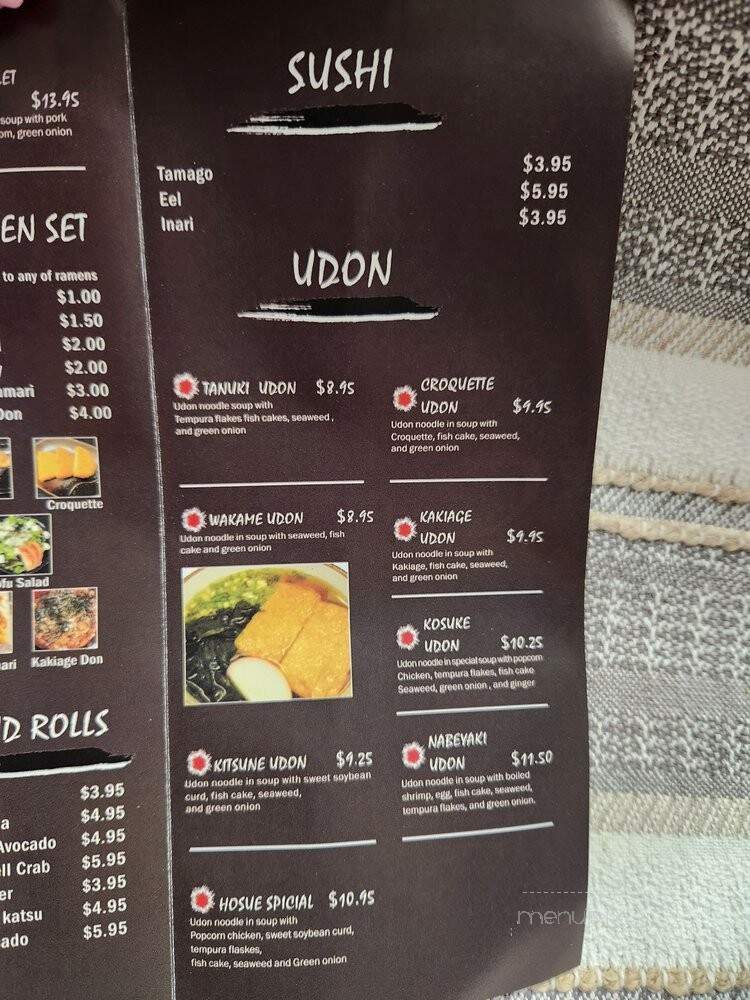 $13.95
soup with pork
om, green onion
EN SET
to any of ramens
$1.00
$1.50
$2.00
$2.00
$3.00
Don $4.00
Croquette
fu Salad
Kakiage Don
D ROLLS
$3.95
a $4.95
Avocado $4.95
ll Crab $5.95
er $3.95
katsu $4.95
ado $5.95
SUSHI
Tamago $3.95
Eel $5.95
Inari $3.95
UDON
TANUKI UDON $8.95
Udon noodle soup with
Tempura flakes fish cakes, seaweed ,
and green onion
WAKAME UDON $8.95
Udon noodle in soup with seaweed, fish
cake and green onion
KITSUNE UDON $9.25
Udon noodle in soup with sweet soybean
curd, fish cake, seaweed,
and green onion
HOSUE SPICIAL $10.95
Udon noodle in soup with
Popcorn chicken, sweet soybean curd,
tempura flaskes,
fish cake, seaweed and Green onion
CROQUETTE
UDON $9.95
Udon noodle in soup with
Croquette, fish cake, seaweed,
and green onion
KAKIAGE
UDON $9.95
Udon noodle in soup with
Kakiage, fish cake, seaweed,
and green onion
KOSUKE
UDON $10.25
Udon noodle in special soup with popcorn
Chicken, tempura flakes, fish cake
Seaweed, green onion , and ginger
NABEYAKI
UDON $11.50
Udon noodle in soup with boiled
shrimp, egg, fish cake, seaweed,
tempura flakes, and green onion.
menu